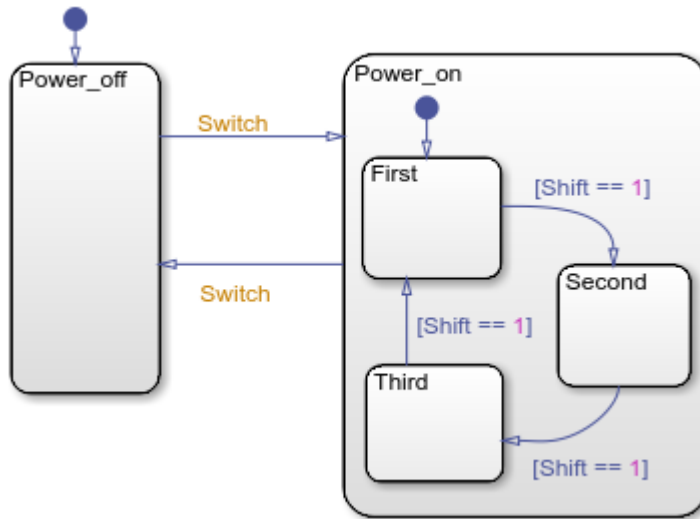 Power_off
Switch
Switch
Power_on
First
[Shift == 1]
Second
[Shift == 1]
Third
[Shift == 1]